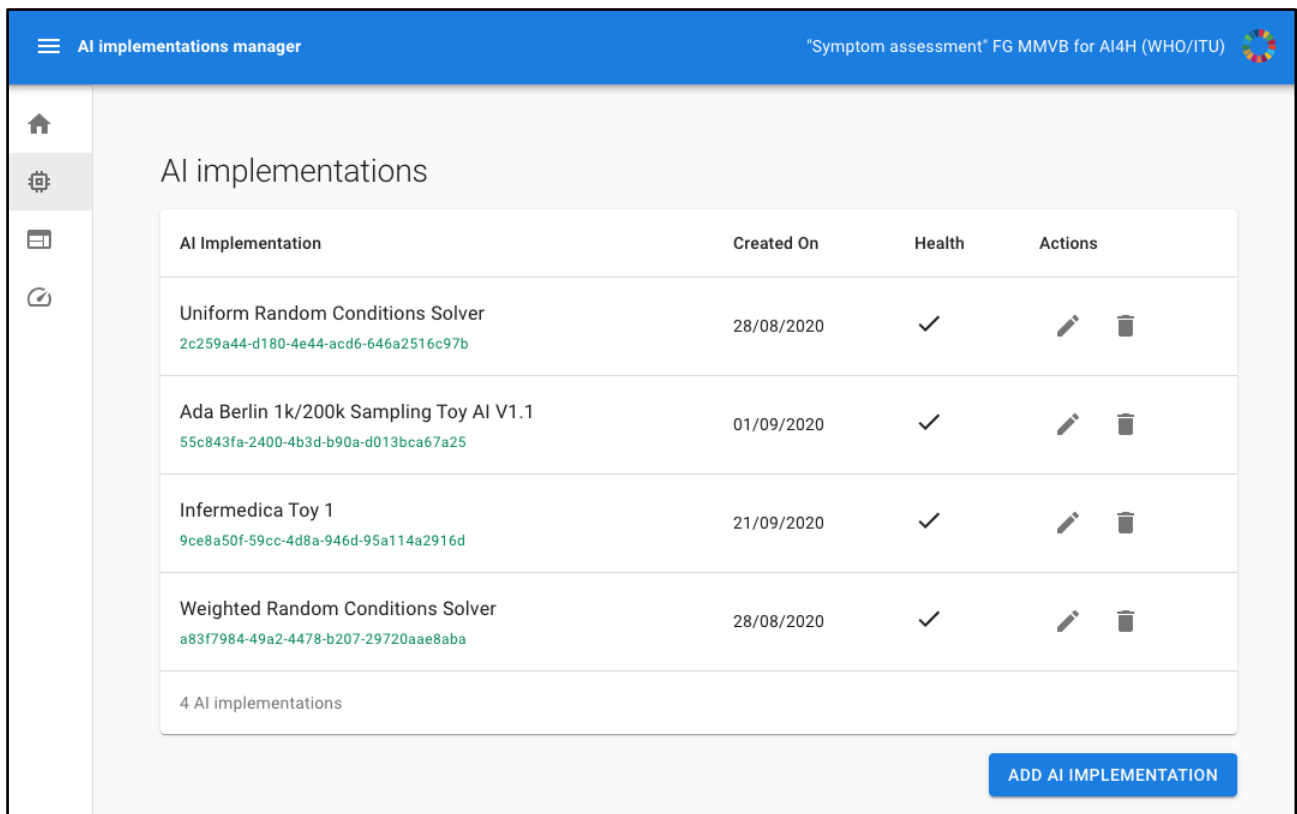 AI implementations manager
"Symptom assessment" FG MMVB for AI4H (WHO/ITU)
AI implementations
AI Implementation Created On Health Actions
Uniform Random Conditions Solver
2c259a44-d180-4e44-acd6-646a2516c97b
28/08/2020
Ada Berlin 1k/200k Sampling Toy AI V1.1
55c843fa-2400-4b3d-b90a-d013bca67a25
01/09/2020
Infermedica Toy 1
9ce8a50f-59cc-4d8a-946d-95a114a2916d
21/09/2020
Weighted Random Conditions Solver
a83f7984-49a2-4478-b207-29720aae8aba
28/08/2020
4 AI implementations
ADD AI IMPLEMENTATION